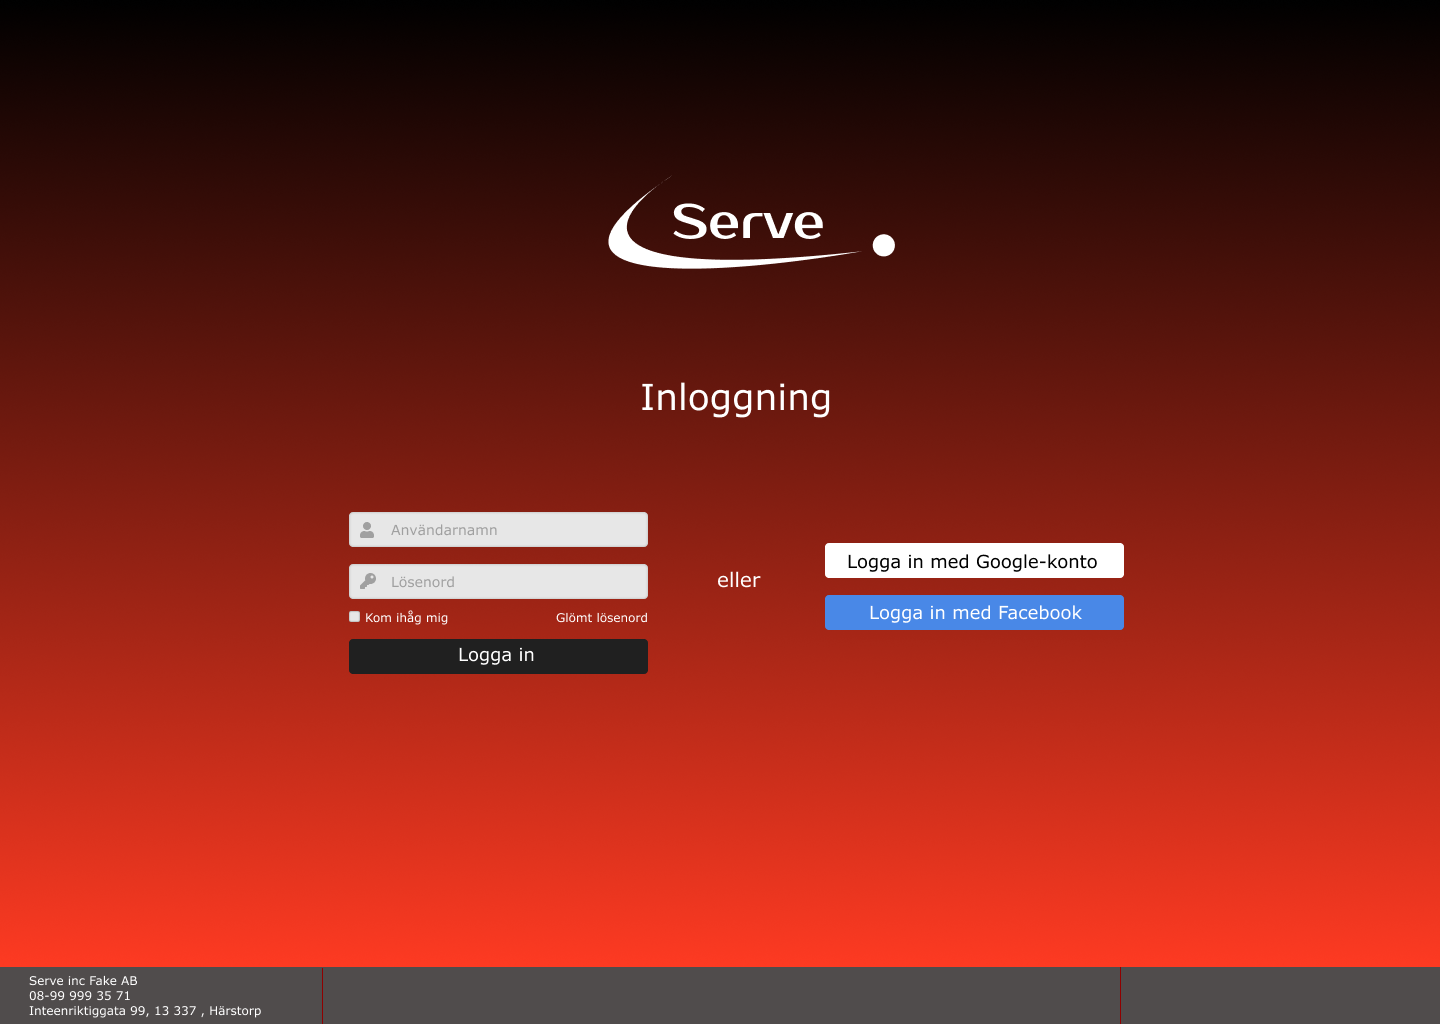 Serve
Inloggning
Användarnamn
Lösenord
Kom ihåg mig
Glömt lösenord
Logga in
eller
Logga in med Google-konto
Logga in med Facebook
Serve inc Fake AB
08-99 999 35 71
Inteenriktiggata 99, 13 337 , Härstorp